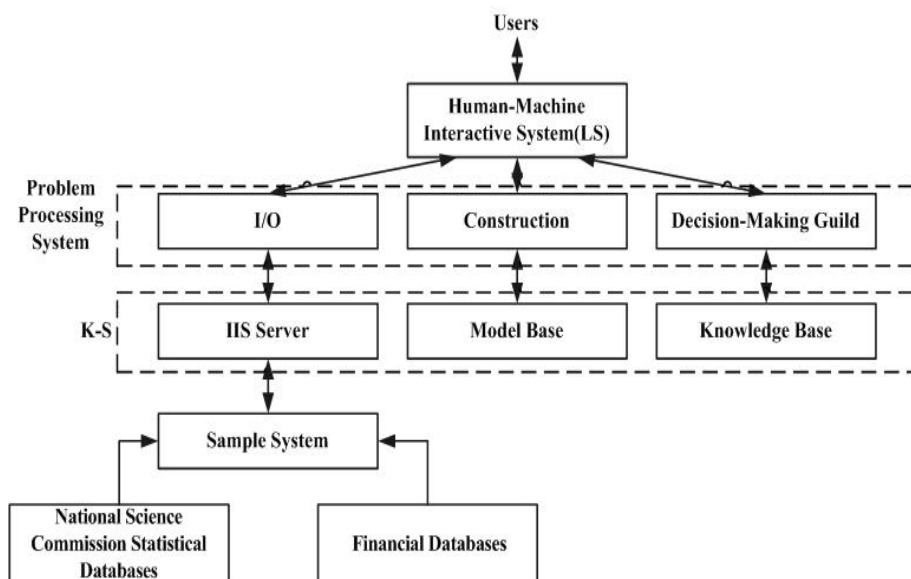 Users
Human-Machine
Interactive System(LS)
Problem
Processing
System
I/O
Construction
Decision-Making Guild
K-S
IIS Server
Model Base
Knowledge Base
Sample System
National Science
Commission Statistical
Databases
Financial Databases